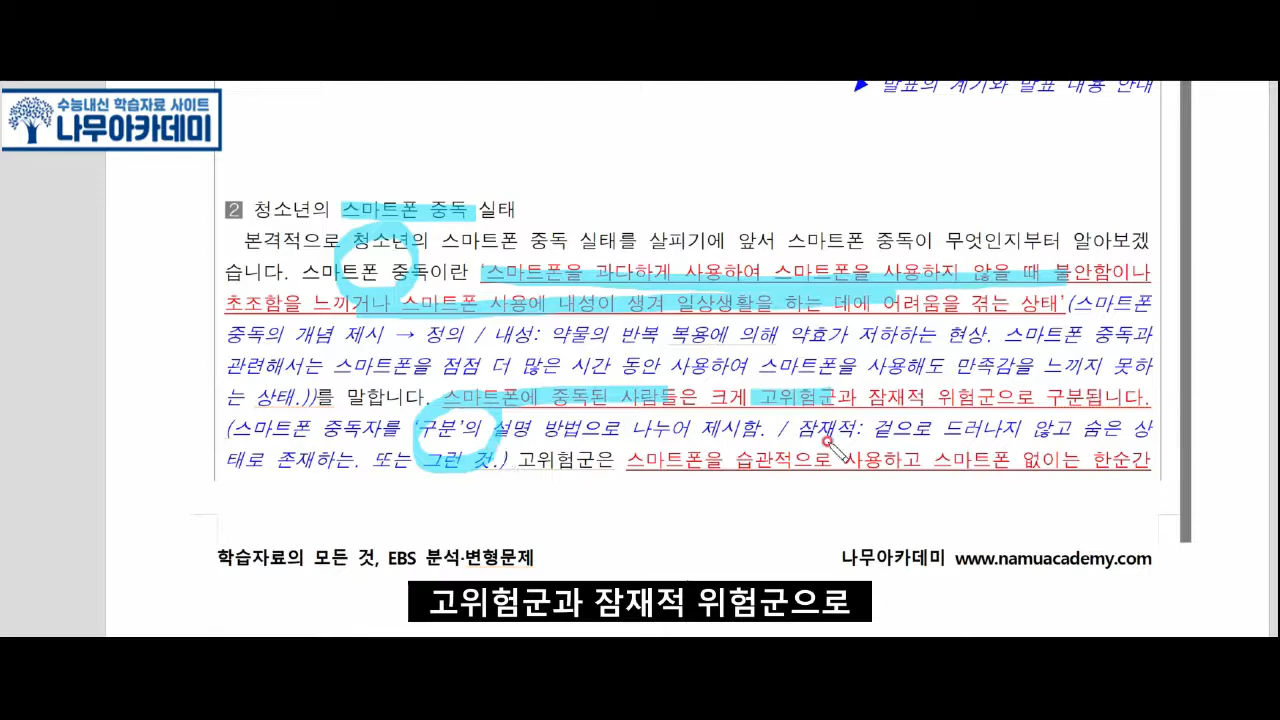 ▶ 발표의 계기와 발표 내용 안내
수능내신 학습자료 사이트
나무아카데미
2 청소년의 스마트폰 중독 실태
본격적으로 청소년의 스마트폰 중독 실태를 살피기에 앞서 스마트폰 중독이 무엇인지부터 알아보겠
습니다. 스마트폰 중독이란 '스마트폰을 과다하게 사용하여 스마트폰을 사용하지 않을 때 불안함이나
초조함을 느끼거나 스마트폰 사용에 내성이 생겨 일상생활을 하는 데에 어려움을 겪는 상태'(스마트폰
중독의 개념 제시 → 정의 / 내성: 약물의 반복 복용에 의해 약효가 저하하는 현상. 스마트폰 중독과
관련해서는 스마트폰을 점점 더 많은 시간 동안 사용하여 스마트폰을 사용해도 만족감을 느끼지 못하
는 상태.))를 말합니다. 스마트폰에 중독된 사람들은 크게 고위험군과 잠재적 위험군으로 구분됩니다.
(스마트폰 중독자를 '구분'의 설명 방법으로 나누어 제시함. / 잠재적: 겉으로 드러나지 않고 숨은 상
태로 존재하는. 또는 그런 것.) 고위험군은 스마트폰을 습관적으로 사용하고 스마트폰 없이는 한순간
학습자료의 모든 것, EBS 분석·변형문제
나무아카데미 www.namuacademy.com
고위험군과 잠재적 위험군으로